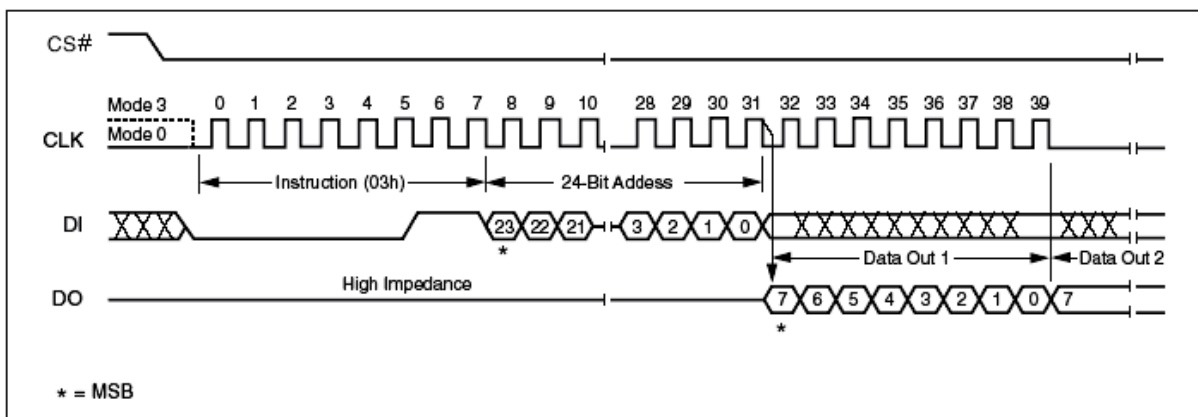 CS#
Mode 3
0 1 2 3 4 5 6 7 8 9 10 28 29 30 31 32 33 34 35 36 37 38 39
Mode 0
CLK
Instruction (03h)
24-Bit Addess
DI
23 22 21 3 2 1 0
*
Data Out 1
Data Out 2
High Impedance
DO
7 6 5 4 3 2 1 0 7
*
* = MSB